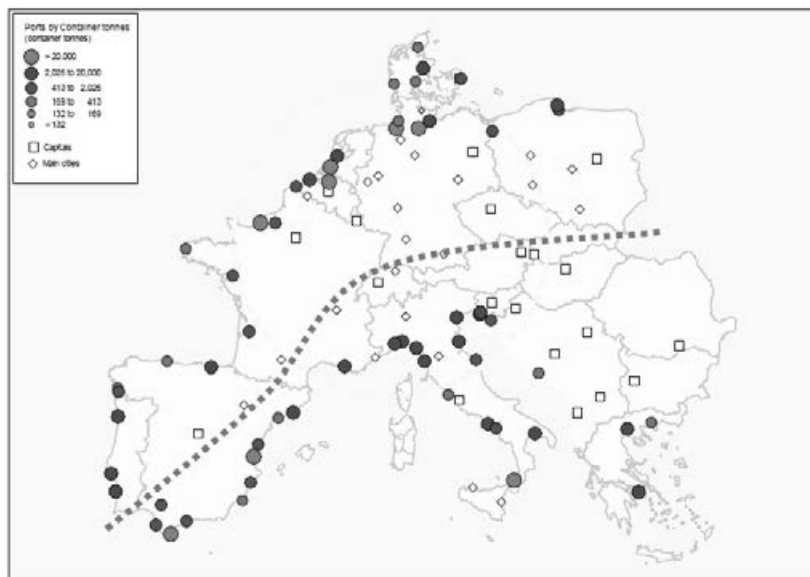 Ports by Container tonnes
(container tonnes)
> 20,000
2,026 to 20,000
413 to 2,026
169 to 413
132 to 169
< 132
Capitals
Main cities